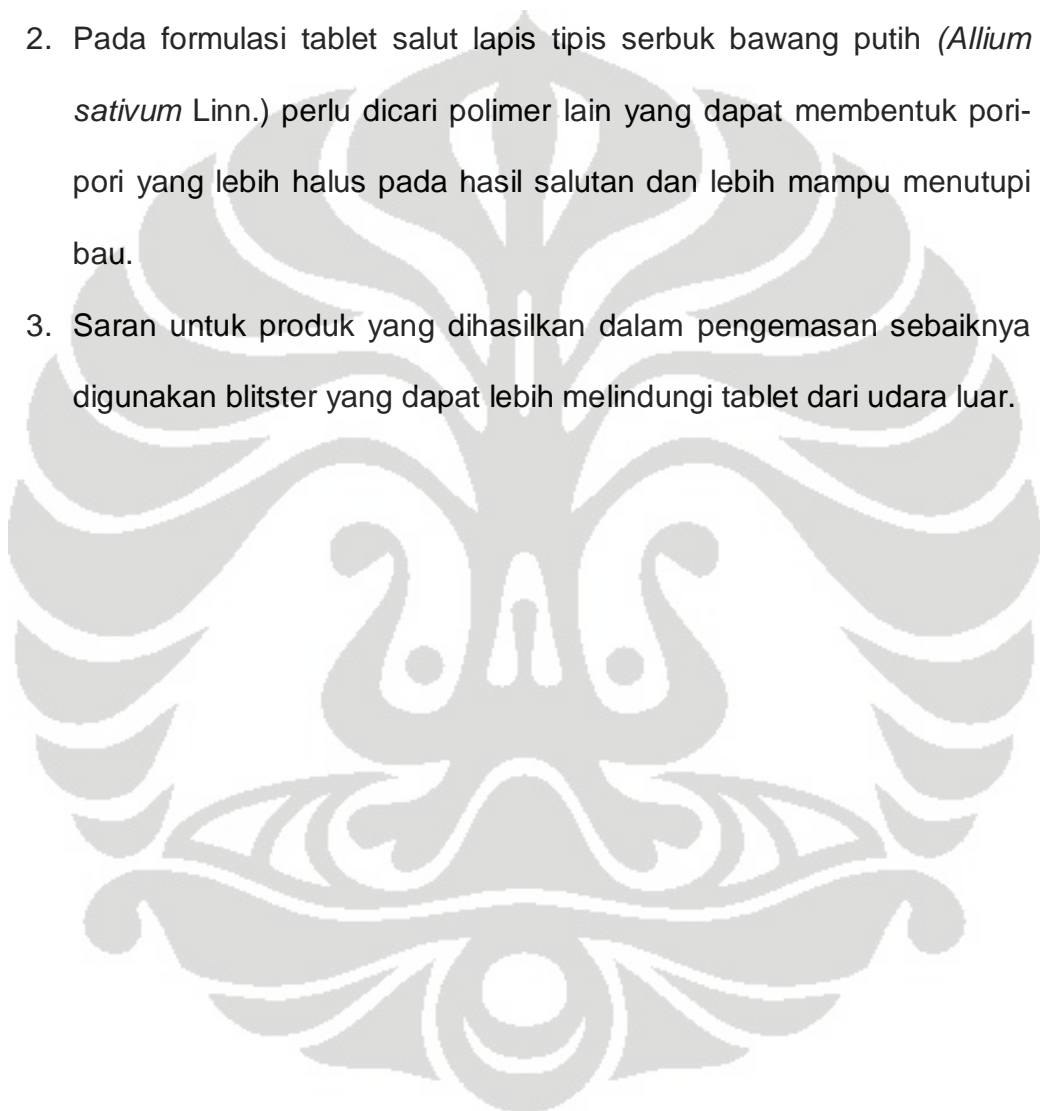 2. Pada formulasi tablet salut lapis tipis serbuk bawang putih (Allium
sativum Linn.) perlu dicari polimer lain yang dapat membentuk pori-
pori yang lebih halus pada hasil salutan dan lebih mampu menutupi
bau.
3. Saran untuk produk yang dihasilkan dalam pengemasan sebaiknya
digunakan blitster yang dapat lebih melindungi tablet dari udara luar.